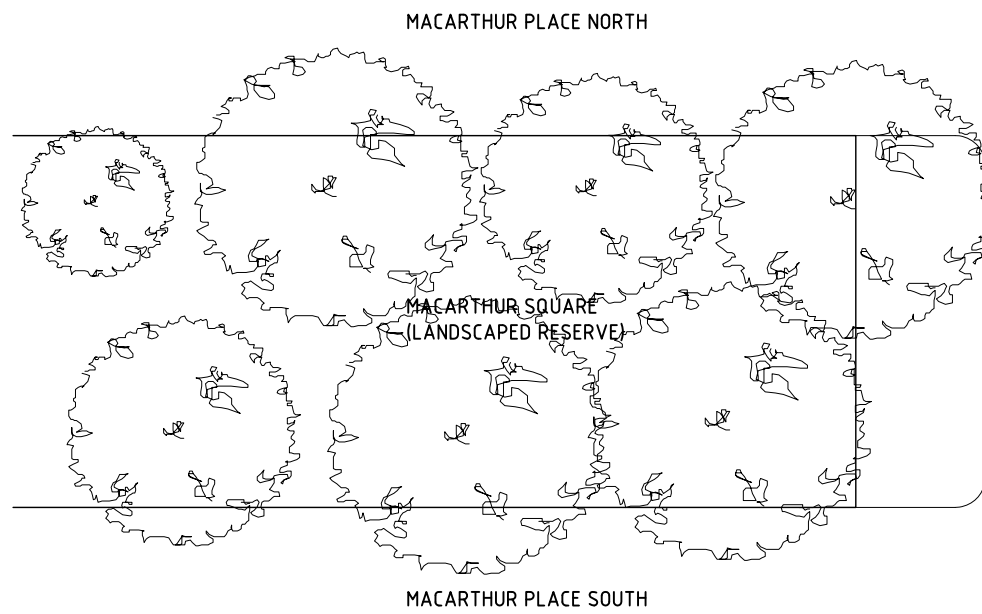 MACARTHUR PLACE NORTH
MACARTHUR SQUARE
(LANDSCAPED RESERVE)
MACARTHUR PLACE SOUTH